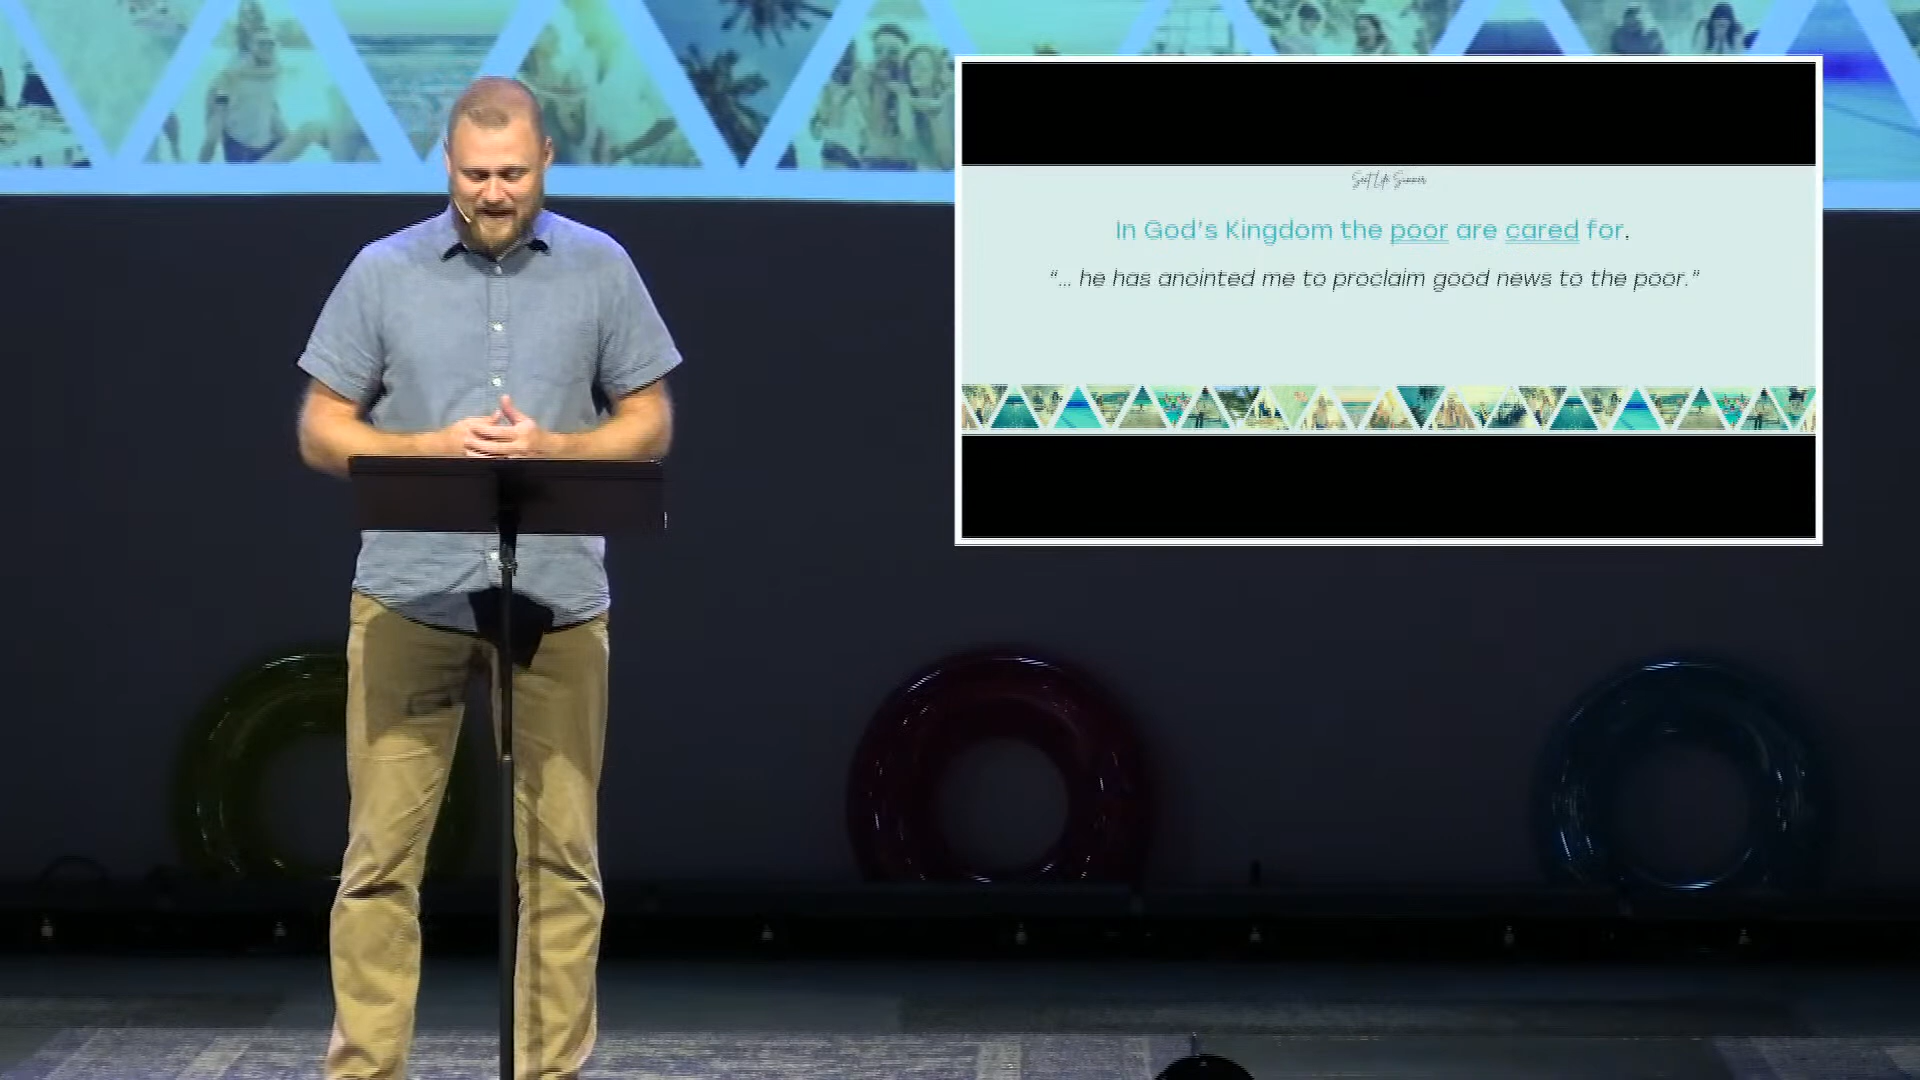 In God's Kingdom the poor are cared for.
"... he has anointed me to proclaim good news to the poor."